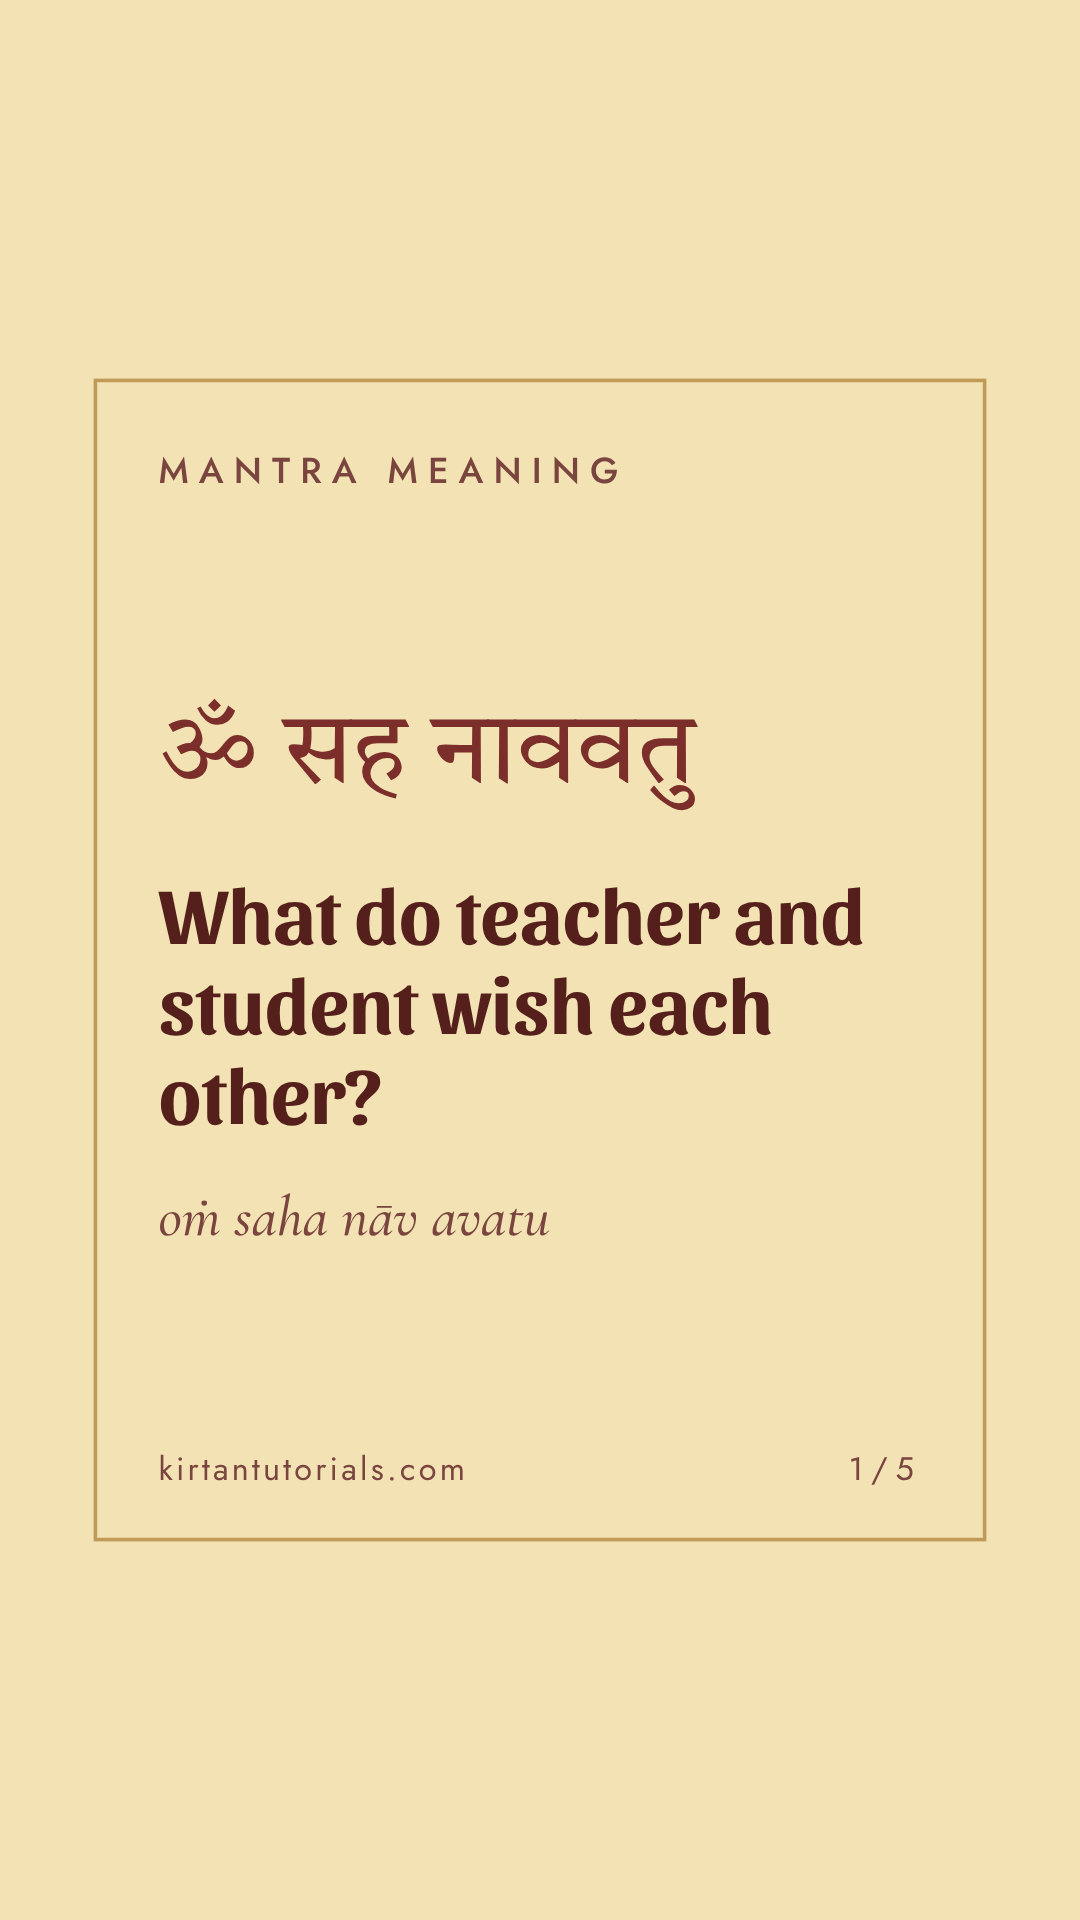 MANTRA MEANING
ॐ सह नाववतु
What do teacher and
student wish each
other?
oṁ saha nāv avatu
kirtantutorials.com
1 / 5